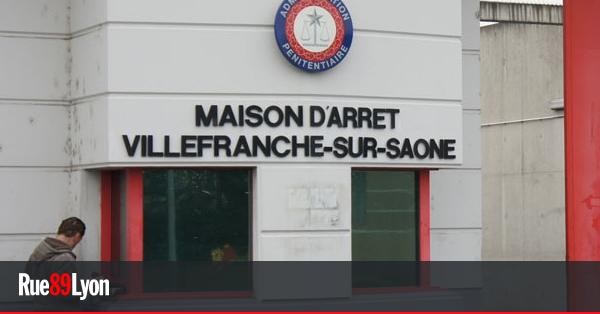 ADMINISTRATION
PENITENTIAIRE
MAISON D'ARRET
VILLEFRANCHE-SUR-SAONE
Rue89Lyon